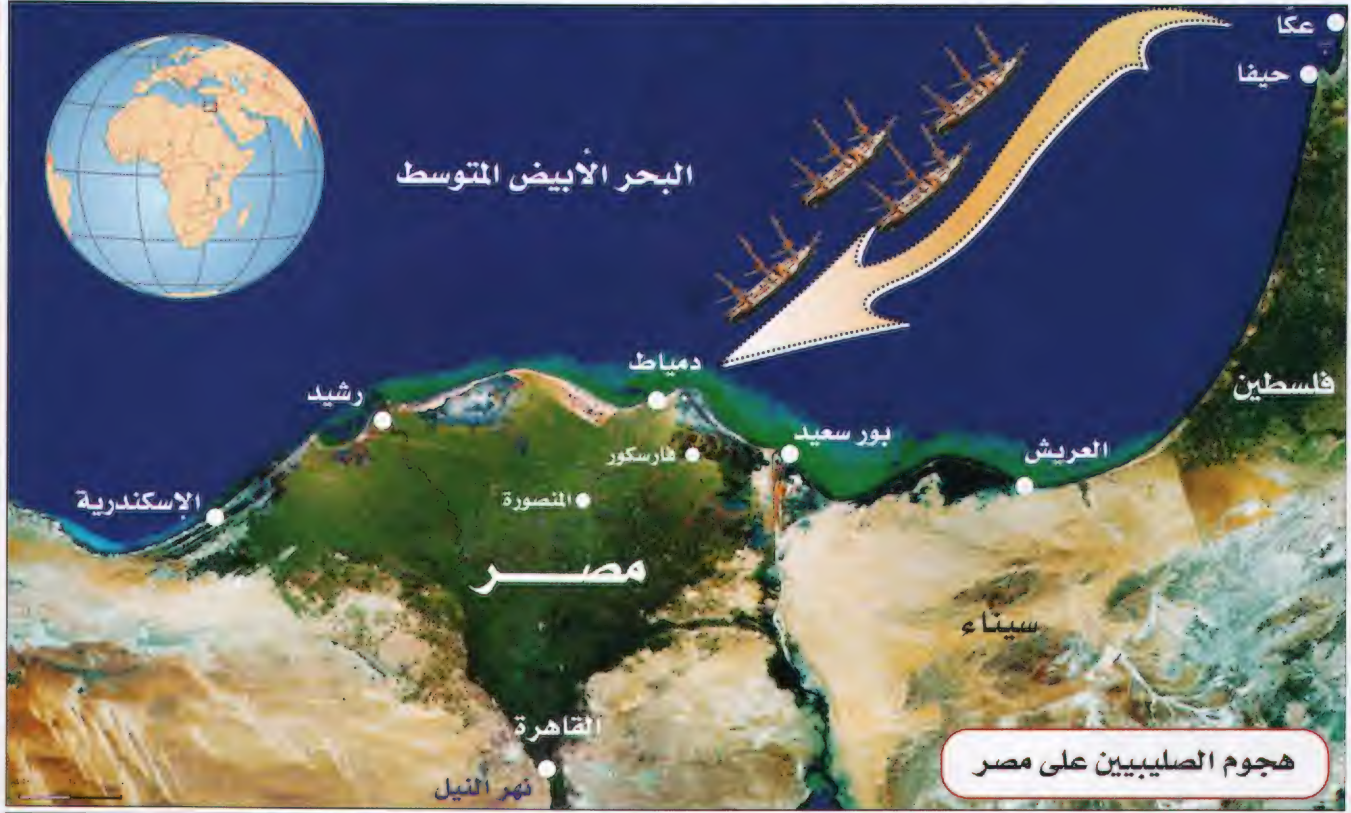 عكا
حيفا
البحر الأبيض المتوسط
دمياط
رشيد
فلسطين
بور سعيد
العريش
فارسكور
المنصورة
الإسكندرية
مصـــر
سيناء
القاهرة
نهر النيل
هجوم الصليبيين على مصر